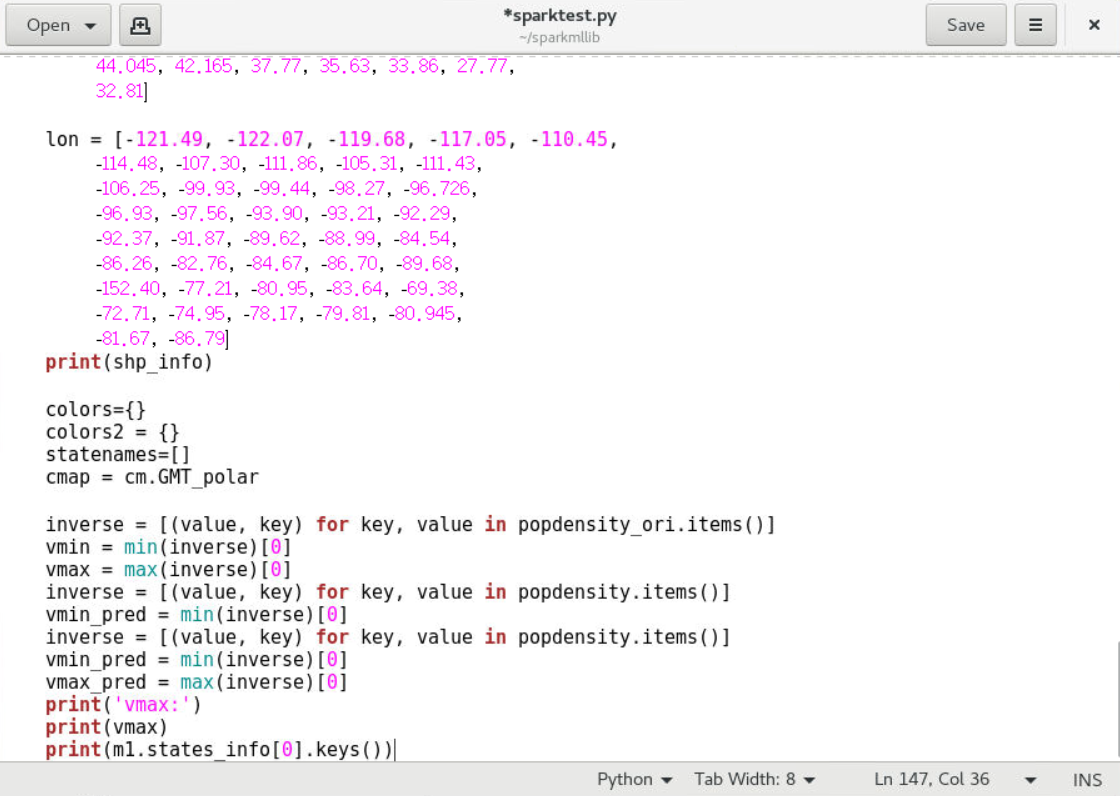 Open
*sparktest.py
~/sparkmllib
Save
44.045, 42.165, 37.77, 35.63, 33.86, 27.77,
32.81]
lon = [-121.49, -122.07, -119.68, -117.05, -110.45,
-114.48, -107.30, -111.86, -105.31, -111.43,
-106.25, -99.93, -99.44, -98.27, -96.726,
-96.93, -97.56, -93.90, -93.21, -92.29,
-92.37, -91.87, -89.62, -88.99, -84.54,
-86.26, -82.76, -84.67, -86.70, -89.68,
-152.40, -77.21, -80.95, -83.64, -69.38,
-72.71, -74.95, -78.17, -79.81, -80.945,
-81.67, -86.79]
print(shp_info)
colors={}
colors2 = {}
statenames=[]
cmap = cm.GMT_polar
inverse = [(value, key) for key, value in popdensity_ori.items()]
vmin = min(inverse)[0]
vmax = max(inverse)[0]
inverse = [(value, key) for key, value in popdensity.items()]
vmin_pred = min(inverse)[0]
inverse = [(value, key) for key, value in popdensity.items()]
vmin_pred = min(inverse)[0]
vmax_pred = max(inverse)[0]
print('vmax:')
print(vmax)
print(m1.states_info[0].keys())
Python
Tab Width: 8
Ln 147, Col 36
INS